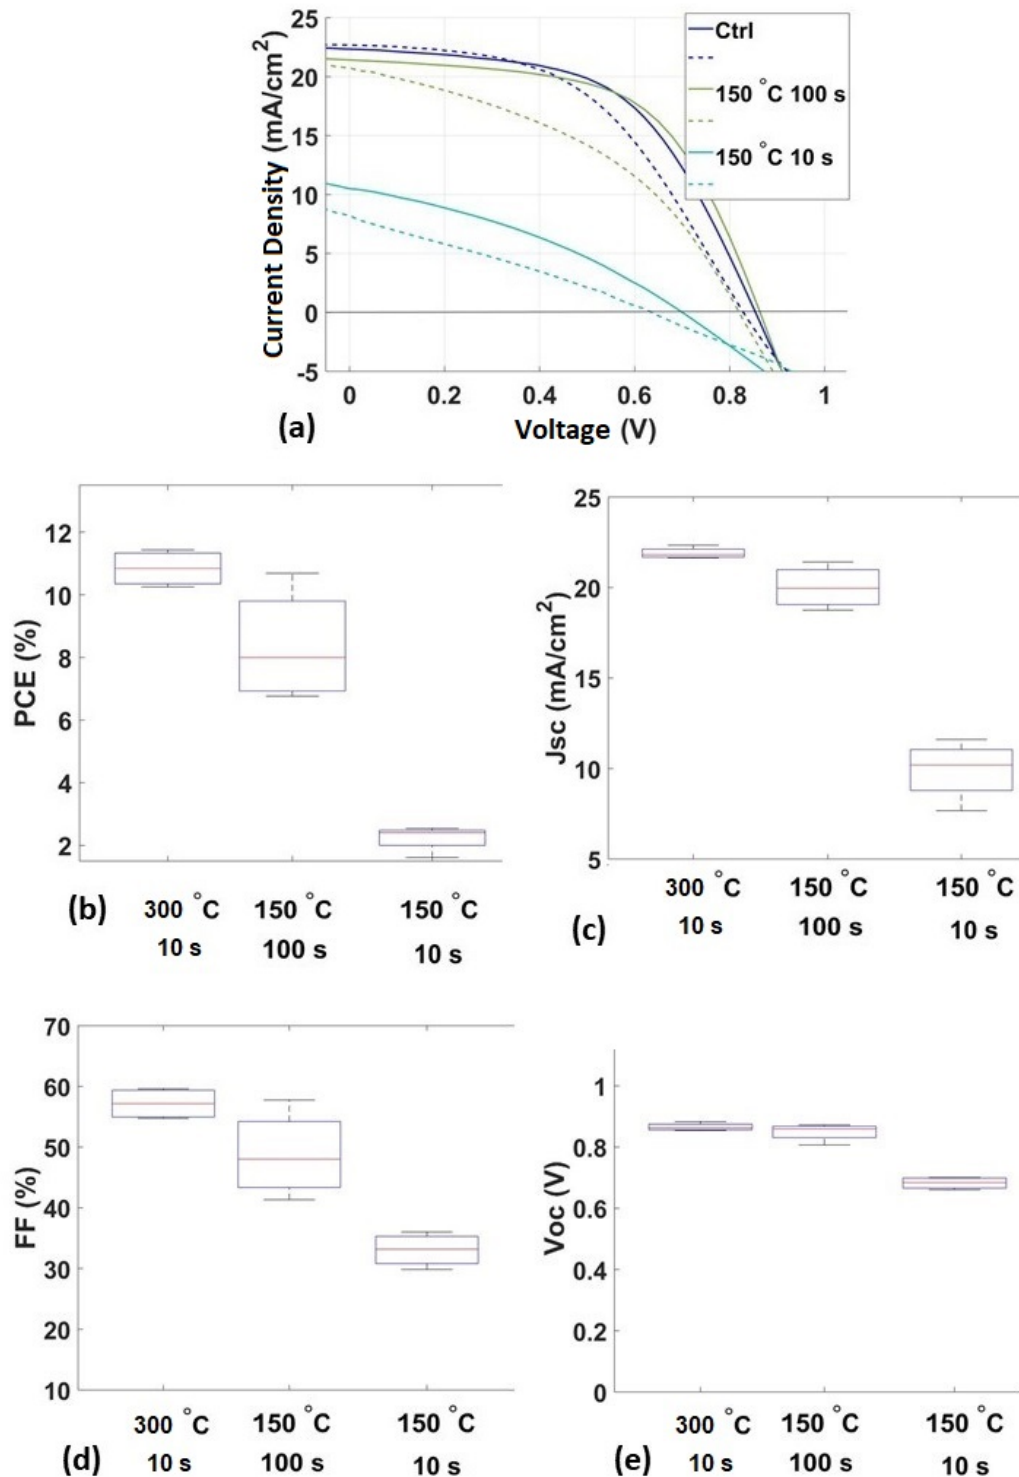 25
20
15
10
5
0
-5
Current Density (mA/cm²)
Ctrl
150 °C 100 s
150 °C 10 s
0 0.2 0.4 0.6 0.8 1
Voltage (V)
(a)
12
10
8
6
4
2
PCE (%)
(b)
300 °C 150 °C 150 °C
10 s 100 s 10 s
25
20
15
10
5
Jsc (mA/cm²)
(c)
300 °C 150 °C 150 °C
10 s 100 s 10 s
70
60
50
40
30
20
10
FF (%)
(d)
300 °C 150 °C 150 °C
10 s 100 s 10 s
1
0.8
0.6
0.4
0.2
0
Voc (V)
(e)
300 °C 150 °C 150 °C
10 s 100 s 10 s